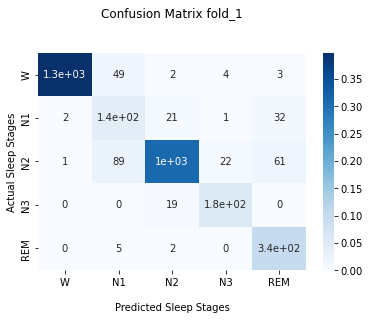 Confusion Matrix fold_1
Actual Sleep Stages
W 1.3e+03 49 2 4 3
N1 2 1.4e+02 21 1 32
N2 1 89 1e+03 22 61
N3 0 0 19 1.8e+02 0
REM 0 5 2 0 3.4e+02
W N1 N2 N3 REM
Predicted Sleep Stages
0.35
0.30
0.25
0.20
0.15
0.10
0.05
0.00